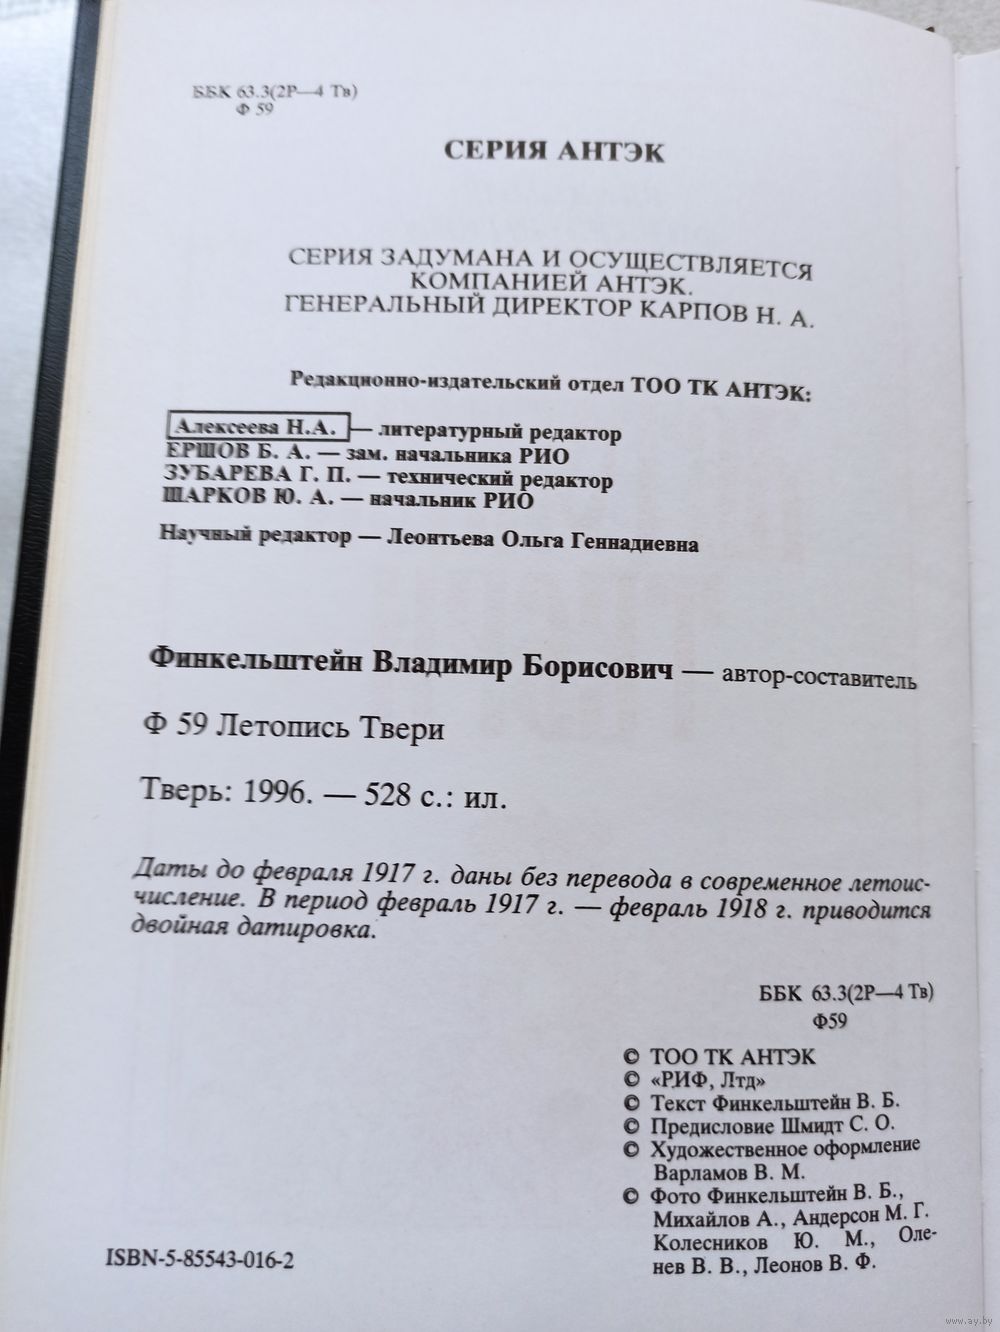 ББК 63.3(2Р—4 Тв)
Ф 59
СЕРИЯ АНТЭК
СЕРИЯ ЗАДУМАНА И ОСУЩЕСТВЛЯЕТСЯ
КОМПАНИЕЙ АНТЭК.
ГЕНЕРАЛЬНЫЙ ДИРЕКТОР КАРПОВ Н. А.
Редакционно-издательский отдел ТОО ТК АНТЭК:
Алексеева Н.А. — литературный редактор
ЕРШОВ Б. А. — зам. начальника РИО
ЗУБАРЕВА Г. П. — технический редактор
ШАРКОВ Ю. А. — начальник РИО
Научный редактор — Леонтьева Ольга Геннадиевна
Финкельштейн Владимир Борисович — автор-составитель
Ф 59 Летопись Твери
Тверь: 1996. — 528 с.: ил.
Даты до февраля 1917 г. даны без перевода в современное летоис-
числение. В период февраль 1917 г. — февраль 1918 г. приводится
двойная датировка.
ББК 63.3(2Р—4 Тв)
Ф59
© ТОО ТК АНТЭК
© «РИФ, Лтд»
© Текст Финкельштейн В. Б.
© Предисловие Шмидт С. О.
© Художественное оформление
Варламов В. М.
© Фото Финкельштейн В. Б.,
Михайлов А., Андерсон М. Г.
Колесников Ю. М., Оле-
нев В. В., Леонов В. Ф.
ISBN-5-85543-016-2
www.ay.by